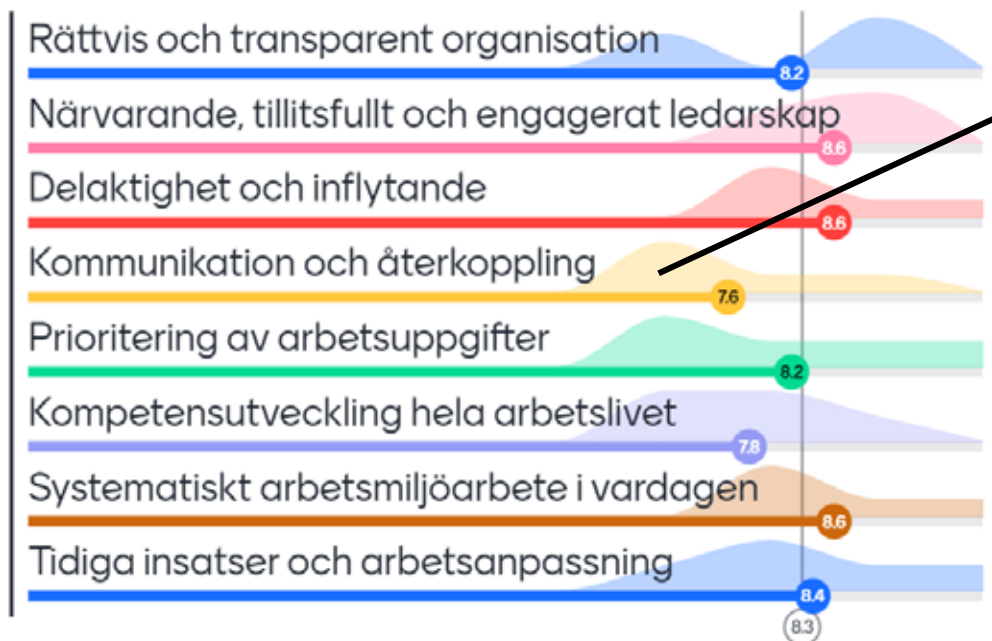 Rättvis och transparent organisation
8.2
Närvarande, tillitsfullt och engagerat ledarskap
8.6
Delaktighet och inflytande
8.6
Kommunikation och återkoppling
7.6
Prioritering av arbetsuppgifter
8.2
Kompetensutveckling hela arbetslivet
7.8
Systematiskt arbetsmiljöarbete i vardagen
8.6
Tidiga insatser och arbetsanpassning
8.4
8.3